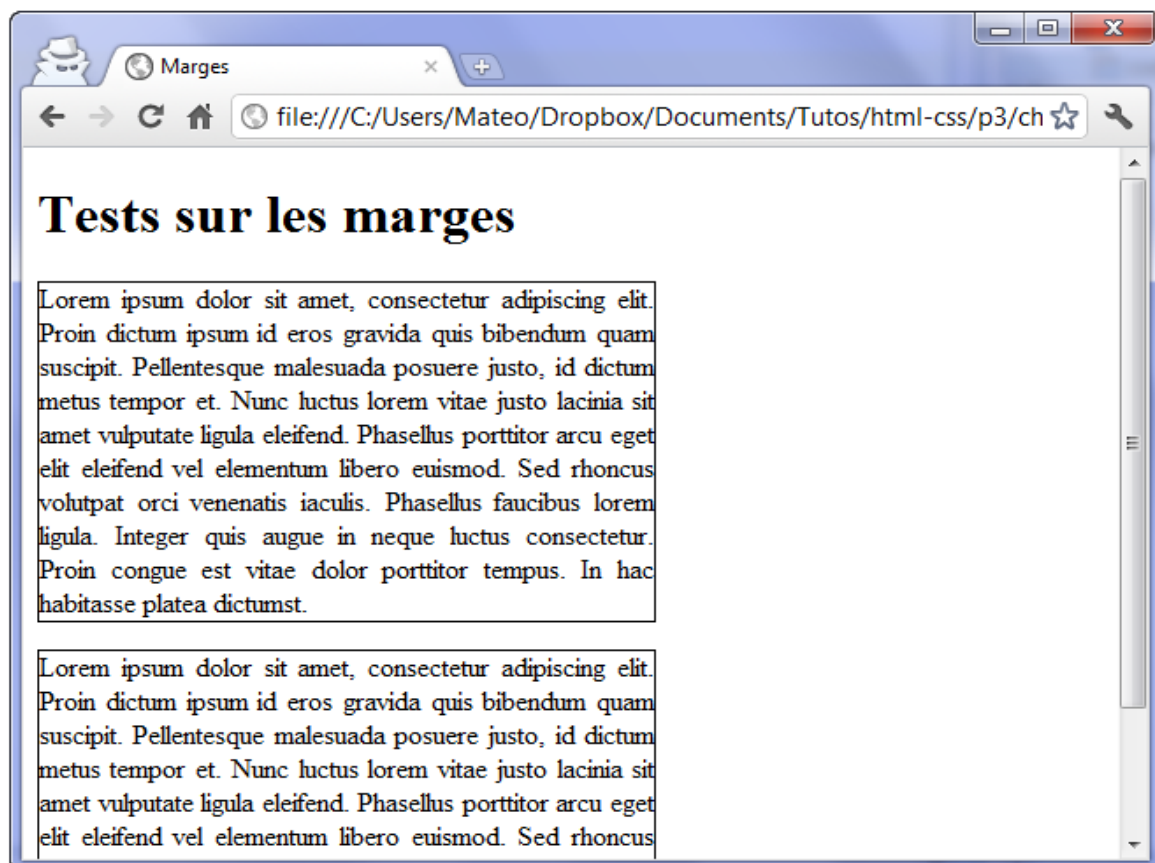 Marges
file:///C:/Users/Mateo/Dropbox/Documents/Tutos/html-css/p3/ch
Tests sur les marges
Lorem ipsum dolor sit amet, consectetur adipiscing elit.
Proin dictum ipsum id eros gravida quis bibendum quam
suscipit. Pellentesque malesuada posuere justo, id dictum
metus tempor et. Nunc luctus lorem vitae justo lacinia sit
amet vulputate ligula eleifend. Phasellus porttitor arcu eget
elit eleifend vel elementum libero euismod. Sed rhoncus
volutpat orci venenatis iaculis. Phasellus faucibus lorem
ligula. Integer quis augue in neque luctus consectetur.
Proin congue est vitae dolor porttitor tempus. In hac
habitasse platea dictumst.
Lorem ipsum dolor sit amet, consectetur adipiscing elit.
Proin dictum ipsum id eros gravida quis bibendum quam
suscipit. Pellentesque malesuada posuere justo, id dictum
metus tempor et. Nunc luctus lorem vitae justo lacinia sit
amet vulputate ligula eleifend. Phasellus porttitor arcu eget
elit eleifend vel elementum libero euismod. Sed rhoncus